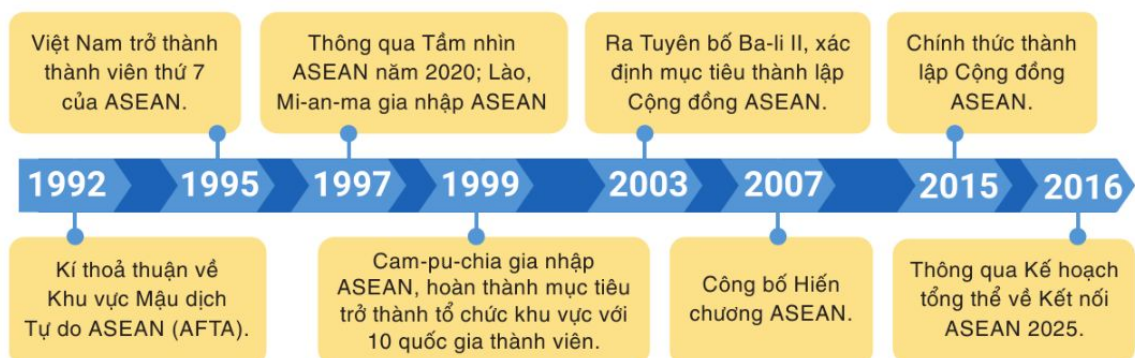 Việt Nam trở thành
thành viên thứ 7
của ASEAN.
Thông qua Tầm nhìn
ASEAN năm 2020; Lào,
Mi-an-ma gia nhập ASEAN
Ra Tuyên bố Ba-li II, xác
định mục tiêu thành lập
Cộng đồng ASEAN.
Chính thức thành
lập Cộng đồng
ASEAN.
1992
1995
1997
1999
2003
2007
2015
2016
Kí thoả thuận về
Khu vực Mậu dịch
Tự do ASEAN (AFTA).
Cam-pu-chia gia nhập
ASEAN, hoàn thành mục tiêu
trở thành tổ chức khu vực với
10 quốc gia thành viên.
Công bố Hiến
chương ASEAN.
Thông qua Kế hoạch
tổng thể về Kết nối
ASEAN 2025.